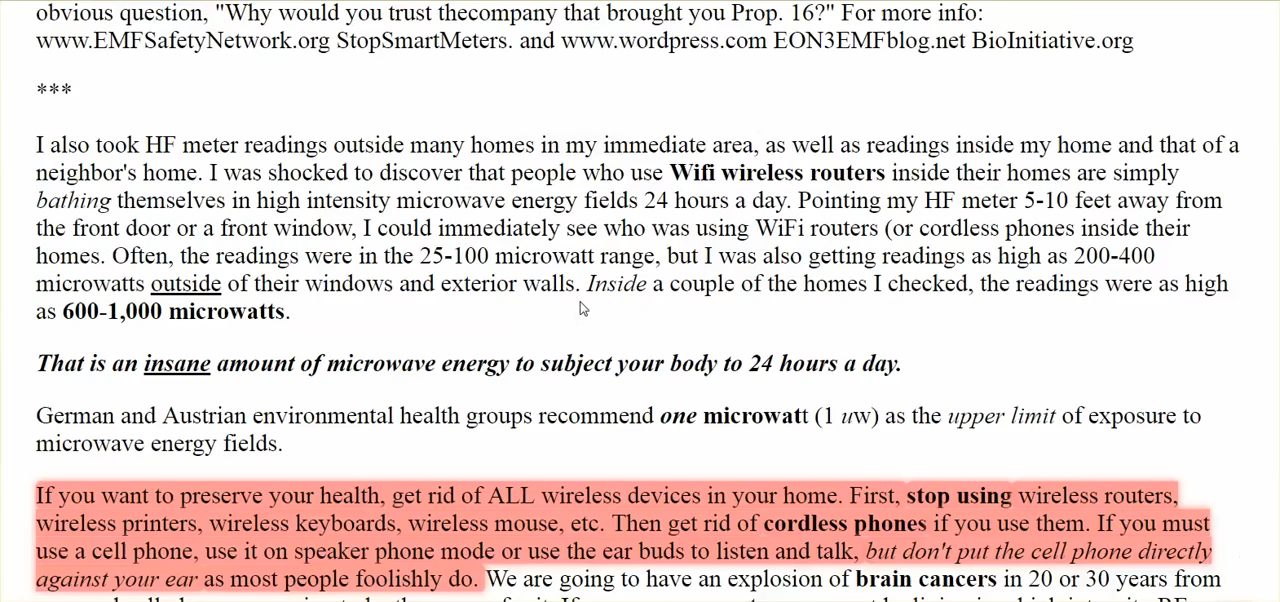 obvious question, "Why would you trust thecompany that brought you Prop. 16?" For more info:
www.EMFSafetyNetwork.org StopSmartMeters. and www.wordpress.com EON3EMFblog.net BioInitiative.org
***
I also took HF meter readings outside many homes in my immediate area, as well as readings inside my home and that of a
neighbor's home. I was shocked to discover that people who use Wifi wireless routers inside their homes are simply
bathing themselves in high intensity microwave energy fields 24 hours a day. Pointing my HF meter 5-10 feet away from
the front door or a front window, I could immediately see who was using WiFi routers (or cordless phones inside their
homes. Often, the readings were in the 25-100 microwatt range, but I was also getting readings as high as 200-400
microwatts outside of their windows and exterior walls. Inside a couple of the homes I checked, the readings were as high
as 600-1,000 microwatts.
That is an insane amount of microwave energy to subject your body to 24 hours a day.
German and Austrian environmental health groups recommend one microwatt (1 uw) as the upper limit of exposure to
microwave energy fields.
If you want to preserve your health, get rid of ALL wireless devices in your home. First, stop using wireless routers,
wireless printers, wireless keyboards, wireless mouse, etc. Then get rid of cordless phones if you use them. If you must
use a cell phone, use it on speaker phone mode or use the ear buds to listen and talk, but don't put the cell phone directly
against your ear as most people foolishly do. We are going to have an explosion of brain cancers in 20 or 30 years from